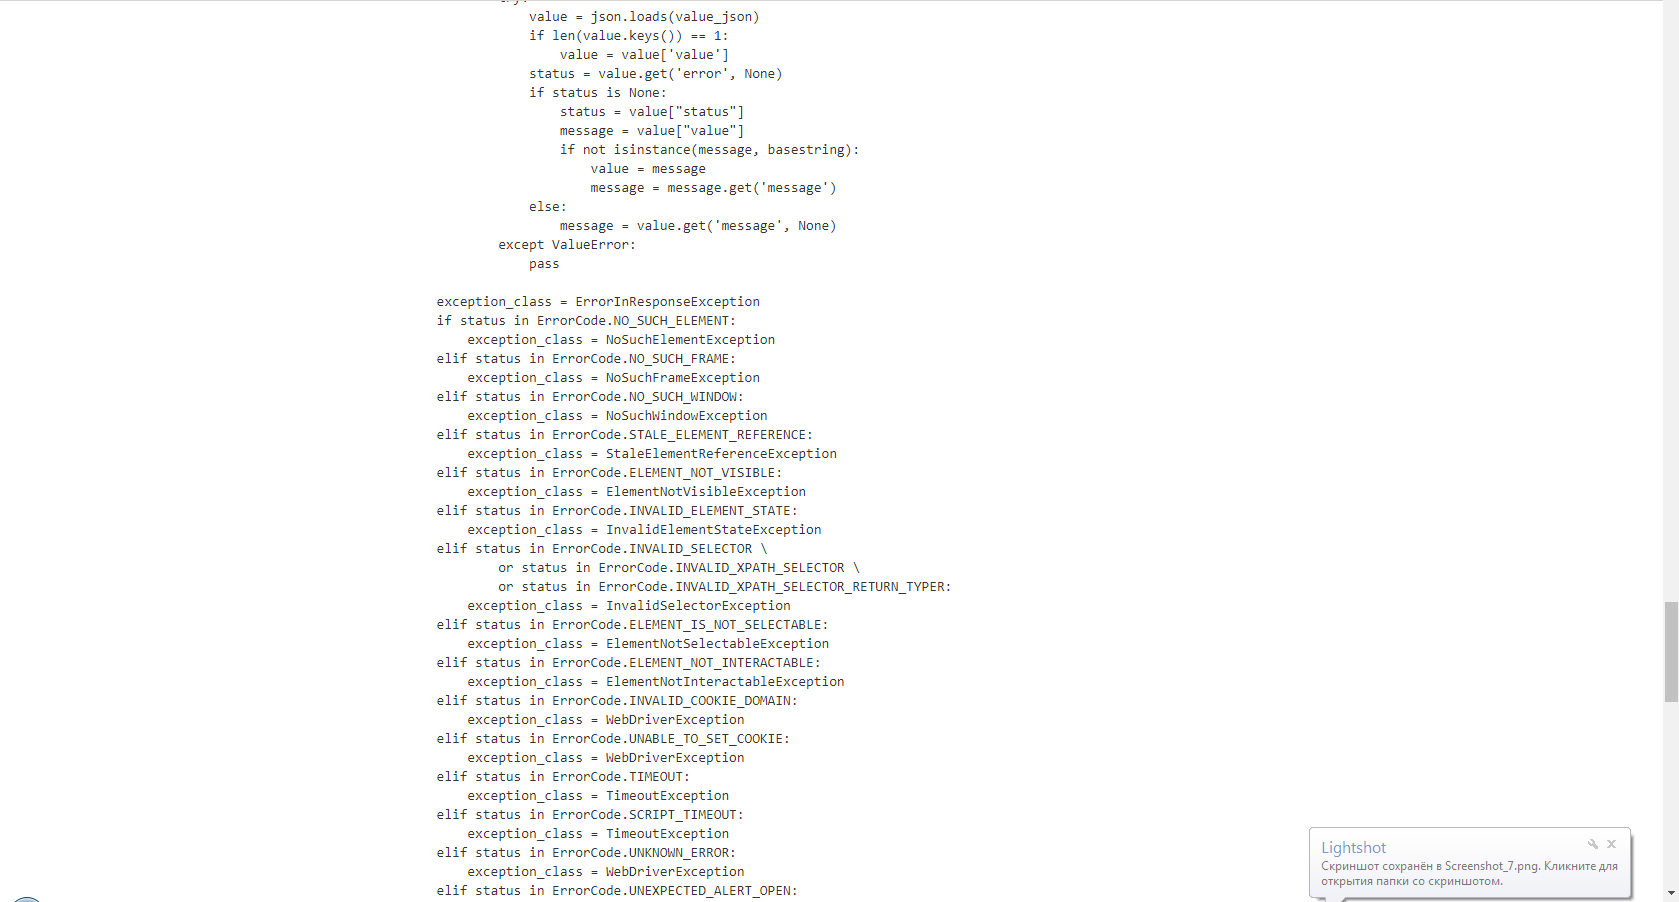 try:
value = json.loads(value_json)
if len(value.keys()) == 1:
value = value['value']
status = value.get('error', None)
if status is None:
status = value["status"]
message = value["value"]
if not isinstance(message, basestring):
value = message
message = message.get('message')
else:
message = value.get('message', None)
except ValueError:
pass
exception_class = ErrorInResponseException
if status in ErrorCode.NO_SUCH_ELEMENT:
exception_class = NoSuchElementException
elif status in ErrorCode.NO_SUCH_FRAME:
exception_class = NoSuchFrameException
elif status in ErrorCode.NO_SUCH_WINDOW:
exception_class = NoSuchWindowException
elif status in ErrorCode.STALE_ELEMENT_REFERENCE:
exception_class = StaleElementReferenceException
elif status in ErrorCode.ELEMENT_NOT_VISIBLE:
exception_class = ElementNotVisibleException
elif status in ErrorCode.INVALID_ELEMENT_STATE:
exception_class = InvalidElementStateException
elif status in ErrorCode.INVALID_SELECTOR \
or status in ErrorCode.INVALID_XPATH_SELECTOR \
or status in ErrorCode.INVALID_XPATH_SELECTOR_RETURN_TYPER:
exception_class = InvalidSelectorException
elif status in ErrorCode.ELEMENT_IS_NOT_SELECTABLE:
exception_class = ElementNotSelectableException
elif status in ErrorCode.ELEMENT_NOT_INTERACTABLE:
exception_class = ElementNotInteractableException
elif status in ErrorCode.INVALID_COOKIE_DOMAIN:
exception_class = WebDriverException
elif status in ErrorCode.UNABLE_TO_SET_COOKIE:
exception_class = WebDriverException
elif status in ErrorCode.TIMEOUT:
exception_class = TimeoutException
elif status in ErrorCode.SCRIPT_TIMEOUT:
exception_class = TimeoutException
elif status in ErrorCode.UNKNOWN_ERROR:
exception_class = WebDriverException
elif status in ErrorCode.UNEXPECTED_ALERT_OPEN:
Lightshot
Скриншот сохранён в Screenshot_7.png. Кликните для
открытия папки со скриншотом.